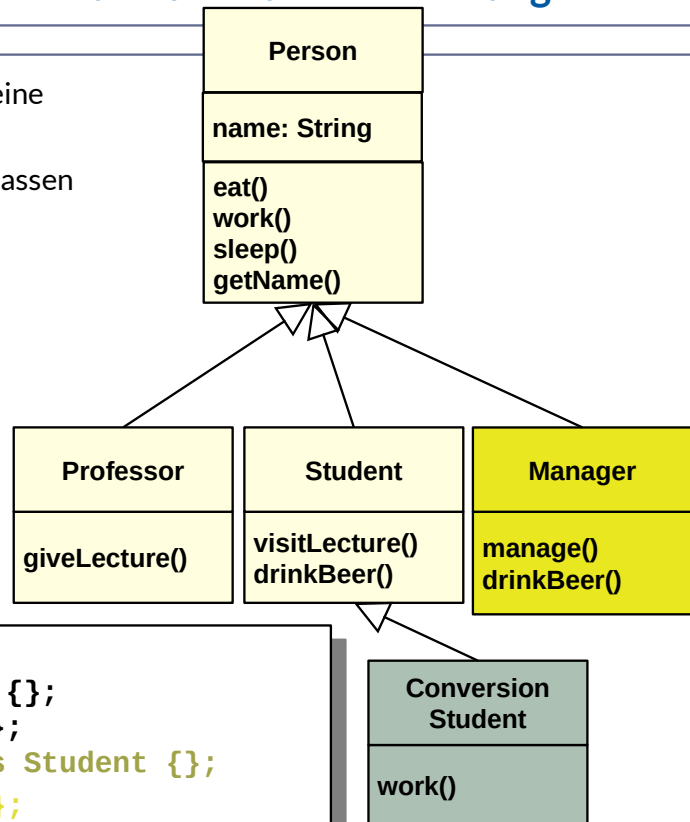 Person
eine
name: String
assen
eat()
work()
sleep()
getName()
Professor
giveLecture()
Student
visitLecture()
drinkBeer()
Manager
manage()
drinkBeer()
{};
};
s Student {};
};
Conversion
Student
work()